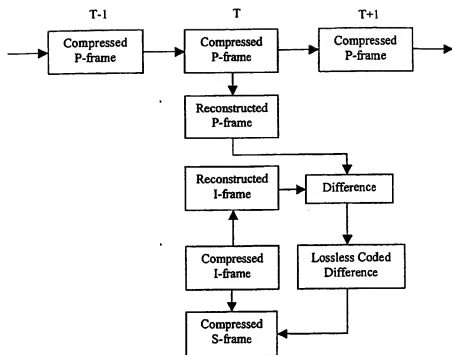 T-1 T T+1
Compressed Compressed Compressed
P-frame P-frame P-frame
Reconstructed
P-frame
Reconstructed
I-frame
Difference
Compressed
I-frame
Lossless Coded
Difference
Compressed
S-frame